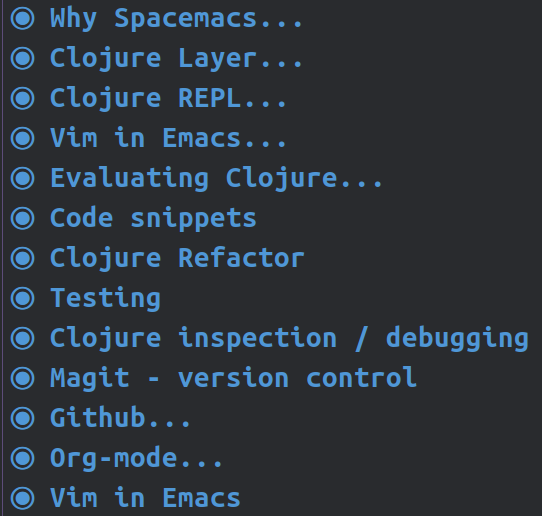 Why Spacemacs...
Clojure Layer...
Clojure REPL...
Vim in Emacs...
Evaluating Clojure...
Code snippets
Clojure Refactor
Testing
Clojure inspection / debugging
Magit - version control
Github...
Org-mode...
Vim in Emacs